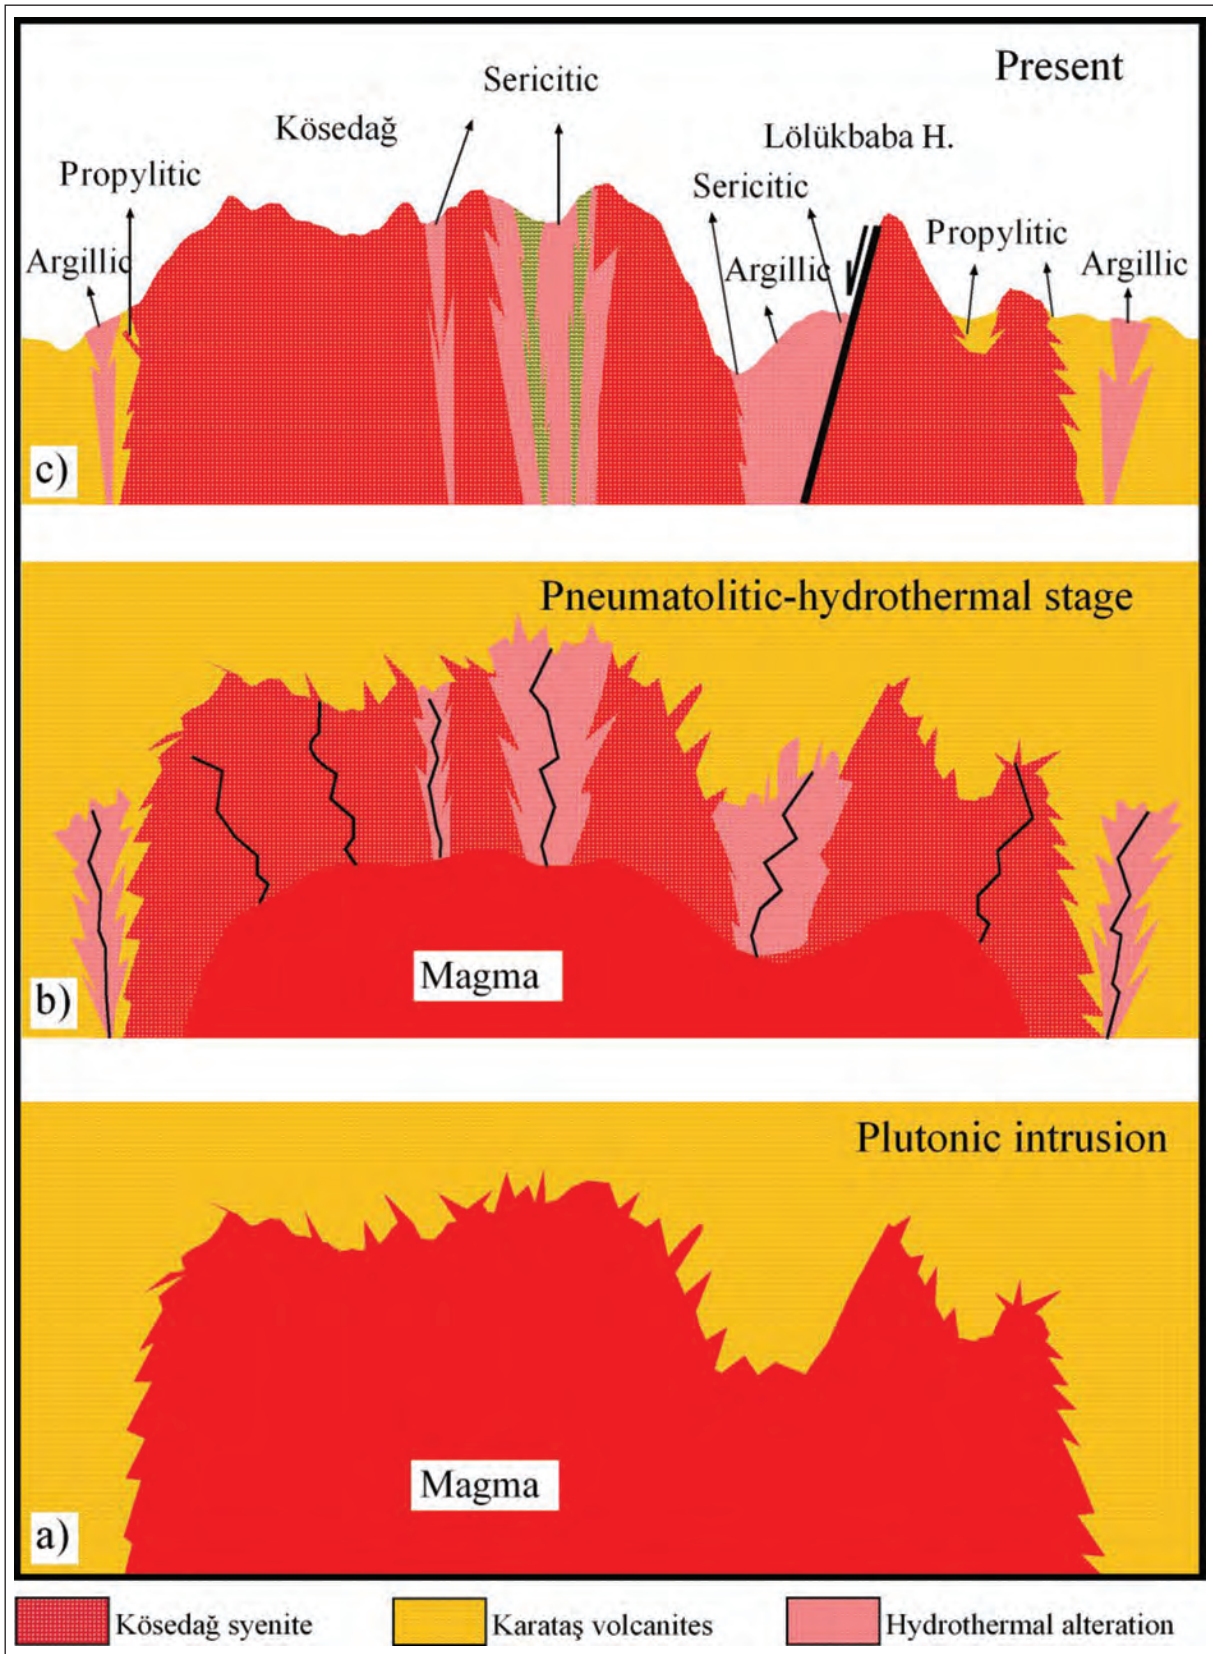 Present
Sericitic
Kösedağ
Lölükbaba H.
Propylitic
Sericitic
Propylitic
Argillic
Argillic
Argillic
c)
Pneumatolitic-hydrothermal stage
Magma
b)
Plutonic intrusion
Magma
a)
Kösedağ syenite
Karataş volcanites
Hydrothermal alteration